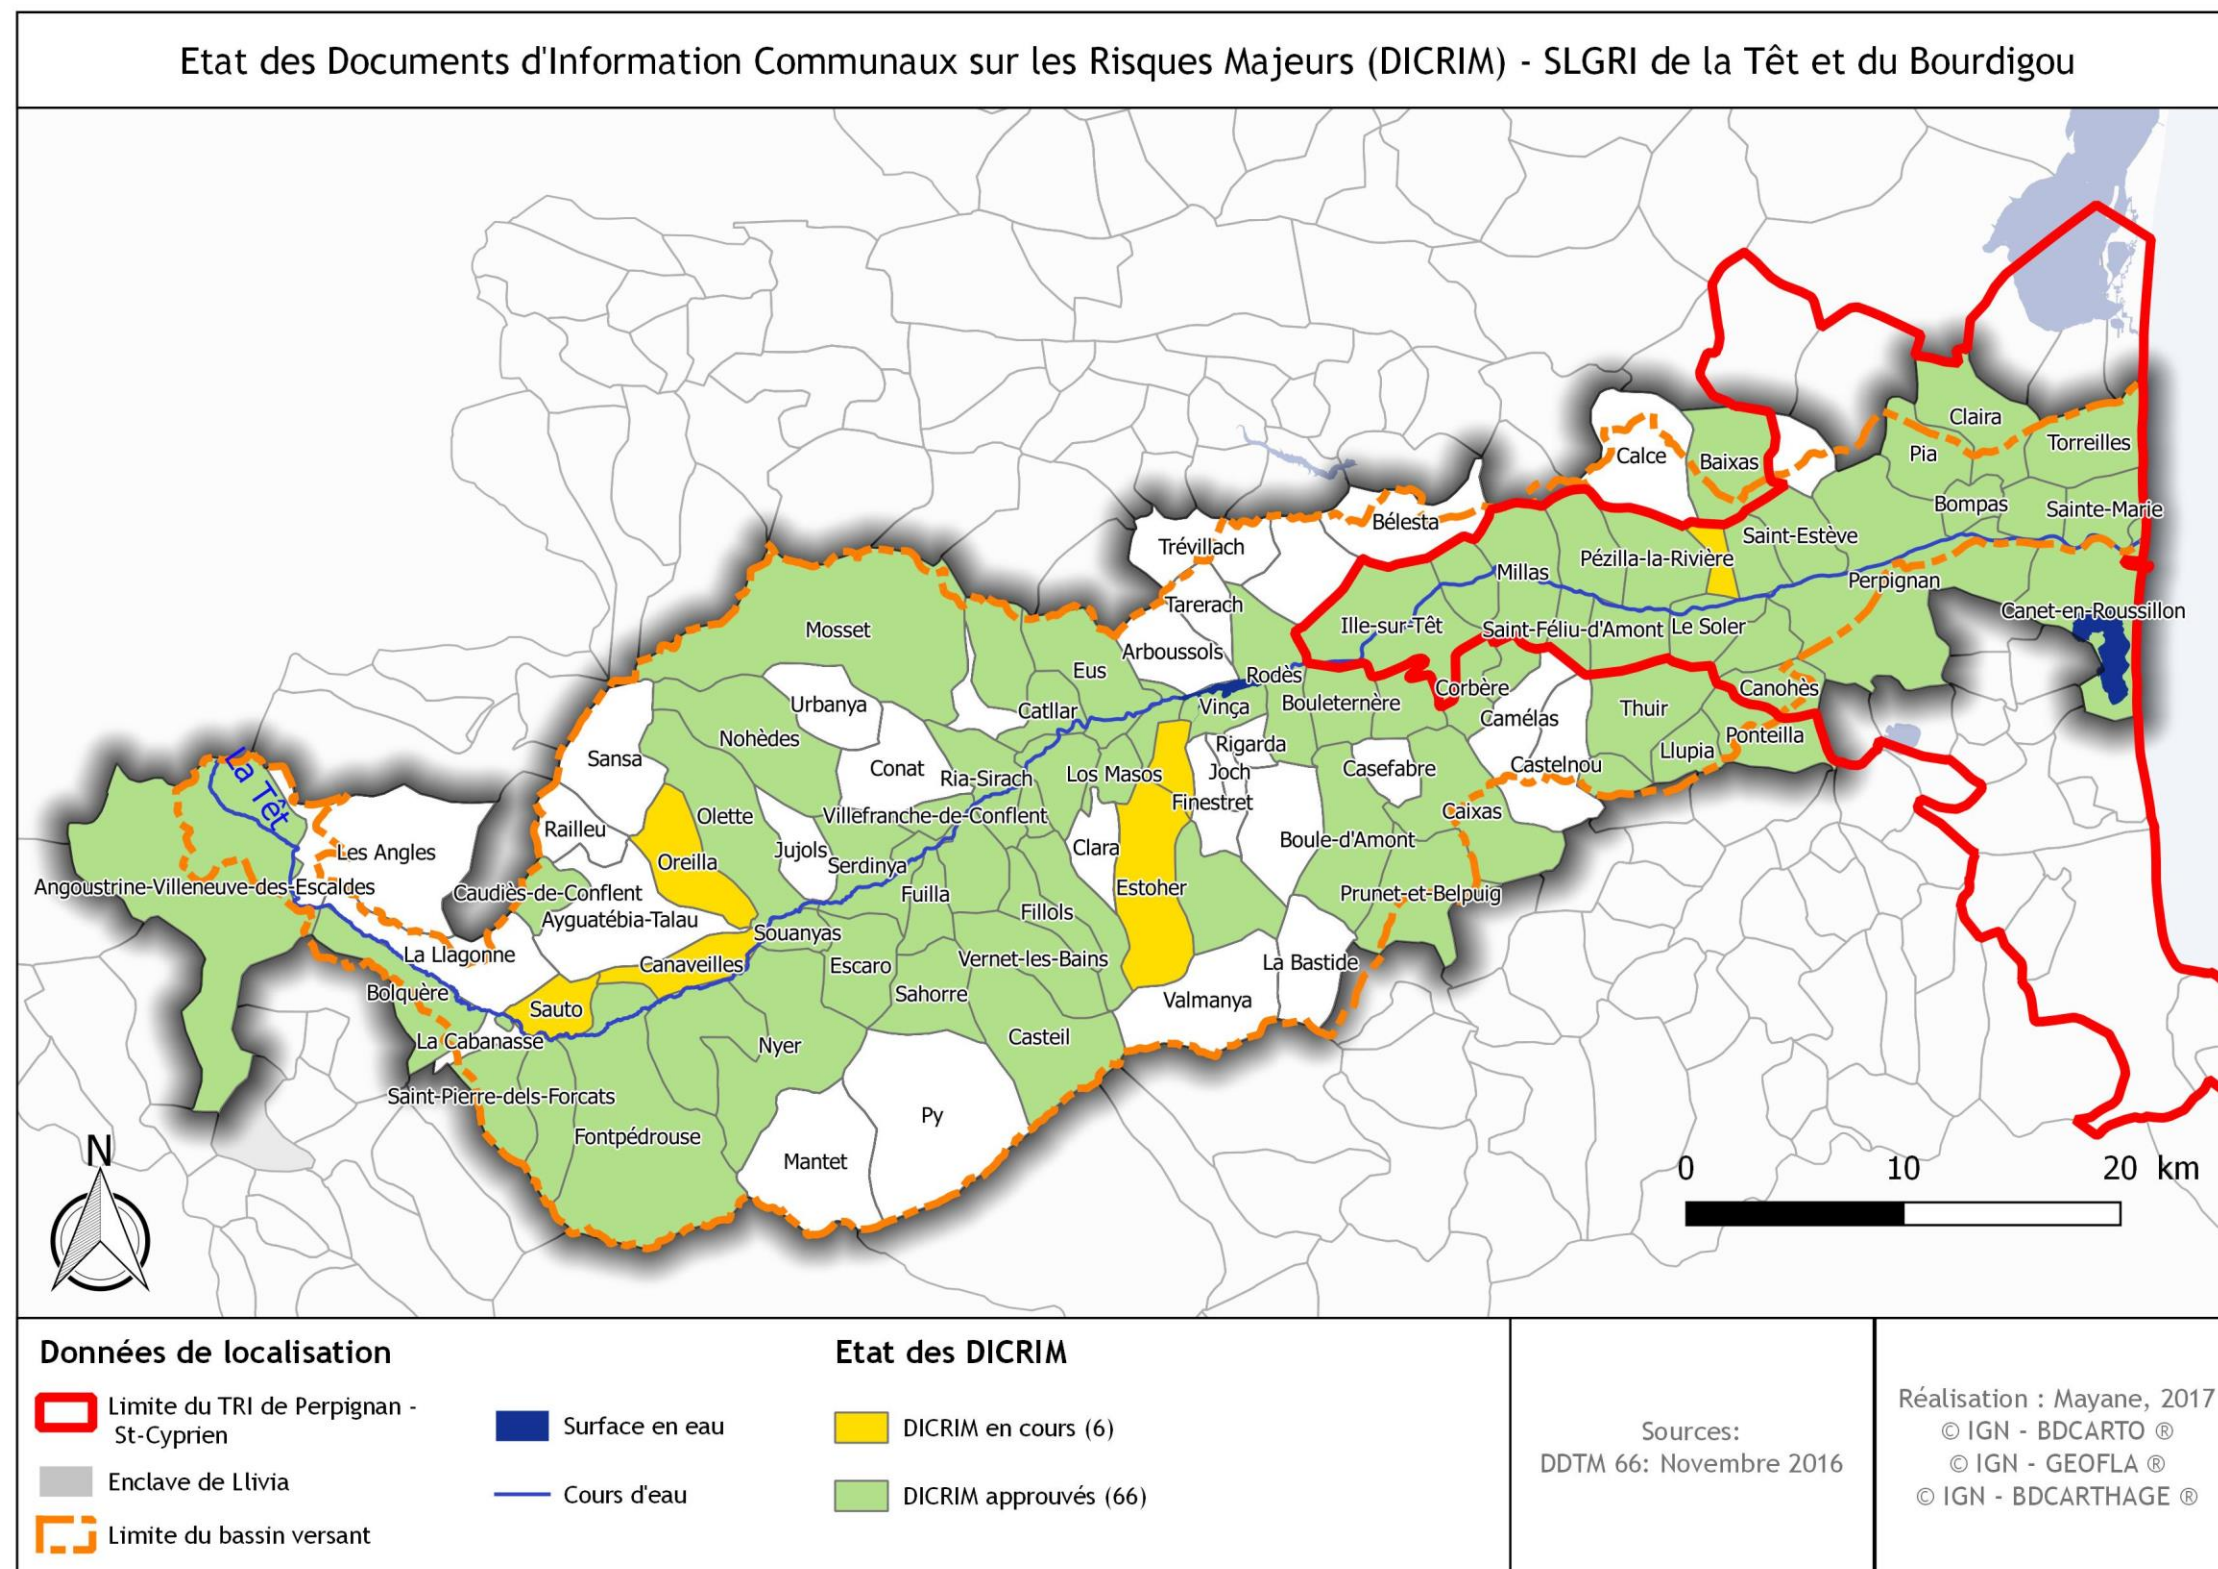 Etat des Documents d'Information Communaux sur les Risques Majeurs (DICRIM) - SLGRI de la Têt et du Bourdigou
Claira
Torreilles
Pia
Calce
Baixas
Bompas
Sainte-Marie
Bélesta
Saint-Estève
Trévillach
Pézilla-la-Rivière
Millas
Perpignan
Tarerach
Canet-en-Roussillon
Mosset
Ille-sur-Têt
Saint-Féliu-d'Amont
Le Soler
Arboussols
Eus
Rodès
Corbère
Canohès
Urbanya
Catllar
Vinça
Bouleternère
Camélas
Thuir
Nohèdes
Rigarda
Llupia
Ponteilla
Sansa
Conat
Ria-Sirach
Los Masos
Joch
Casefabre
Castelnou
La Têt
Olette
Villefranche-de-Conflent
Finestret
Caixas
Railleu
Les Angles
Oreilla
Jujols
Serdinya
Clara
Boule-d'Amont
Angoustrine-Villeneuve-des-Escaldes
Caudiès-de-Conflent
Fuilla
Estoher
Prunet-et-Belpuig
Ayguatébia-Talau
Fillols
Souanyas
La Llagonne
Canaveilles
Escaro
Vernet-les-Bains
La Bastide
Bolquère
Sauto
Sahorre
Valmanya
La Cabanasse
Nyer
Casteil
Saint-Pierre-dels-Forcats
Py
Fontpédrouse
Mantet
N
0 10 20 km
Données de localisation
Limite du TRI de Perpignan -
St-Cyprien
Enclave de Llivia
Limite du bassin versant
Surface en eau
Cours d'eau
Etat des DICRIM
DICRIM en cours (6)
DICRIM approuvés (66)
Sources:
DDTM 66: Novembre 2016
Réalisation : Mayane, 2017
© IGN - BDCARTO ®
© IGN - GEOFLA ®
© IGN - BDCARTHAGE ®